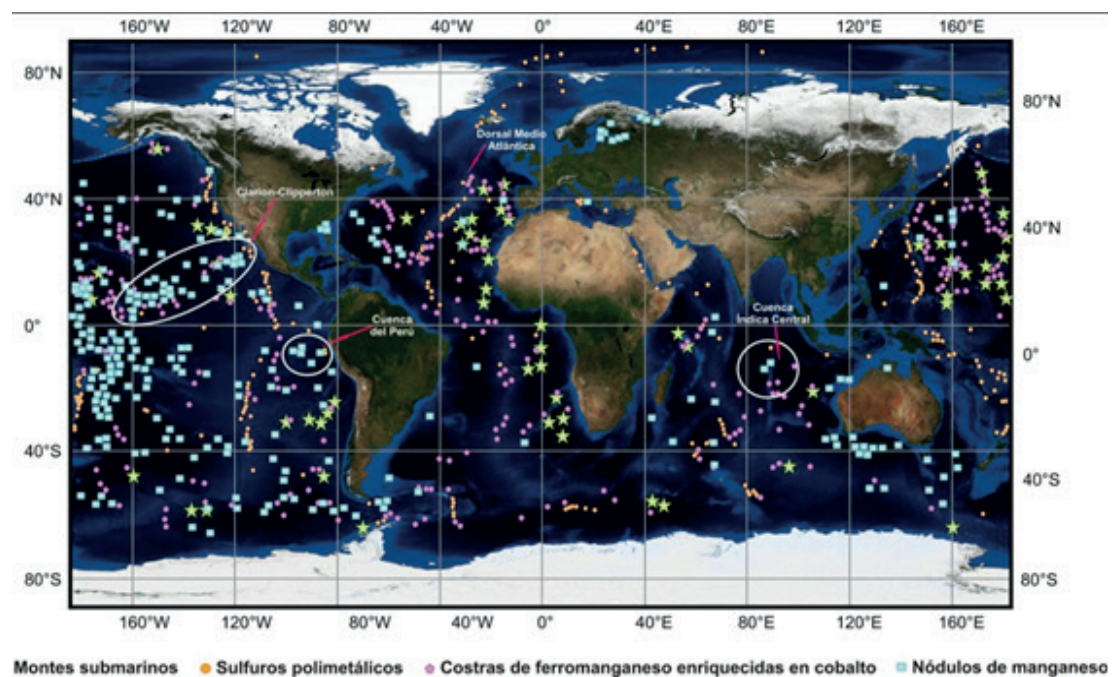 160°W 120°W 80°W 40°W 0° 40°E 80°E 120°E 160°E
80°N
80°N
Dorsal Medio
Atlántica
Clarion-Clipperton
40°N
40°N
Cuenca
del Perú
Cuenca
Índica Central
0°
0°
40°S
40°S
80°S
80°S
160°W 120°W 80°W 40°W 0° 40°E 80°E 120°E 160°E
Montes submarinos Sulfuros polimetálicos Costras de ferromanganeso enriquecidas en cobalto Nódulos de manganeso